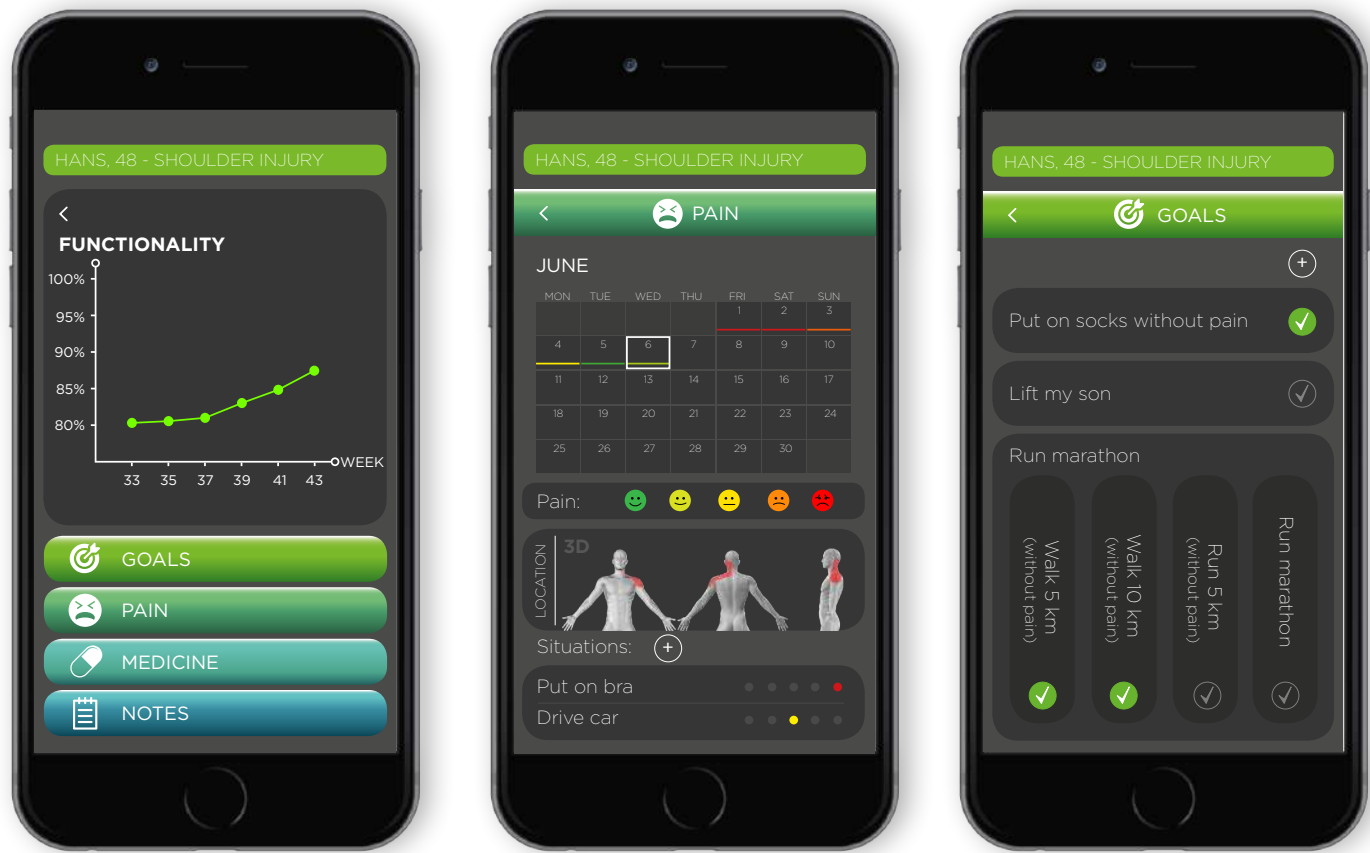 HANS, 48 - SHOULDER INJURY
FUNCTIONALITY
100%
95%
90%
85%
80%
WEEK
33 35 37 39 41 43
GOALS
PAIN
MEDICINE
NOTES
HANS, 48 - SHOULDER INJURY
PAIN
JUNE
MON TUE WED THU FRI SAT SUN
1 2 3
4 5 6 7 8 9 10
11 12 13 14 15 16 17
18 19 20 21 22 23 24
25 26 27 28 29 30
Pain:
LOCATION
3D
Situations: +
Put on bra
Drive car
HANS, 48 - SHOULDER INJURY
GOALS
+
Put on socks without pain
Lift my son
Run marathon
Walk 5 km
(without pain)
Walk 10 km
(without pain)
Run 5 km
(without pain)
Run marathon